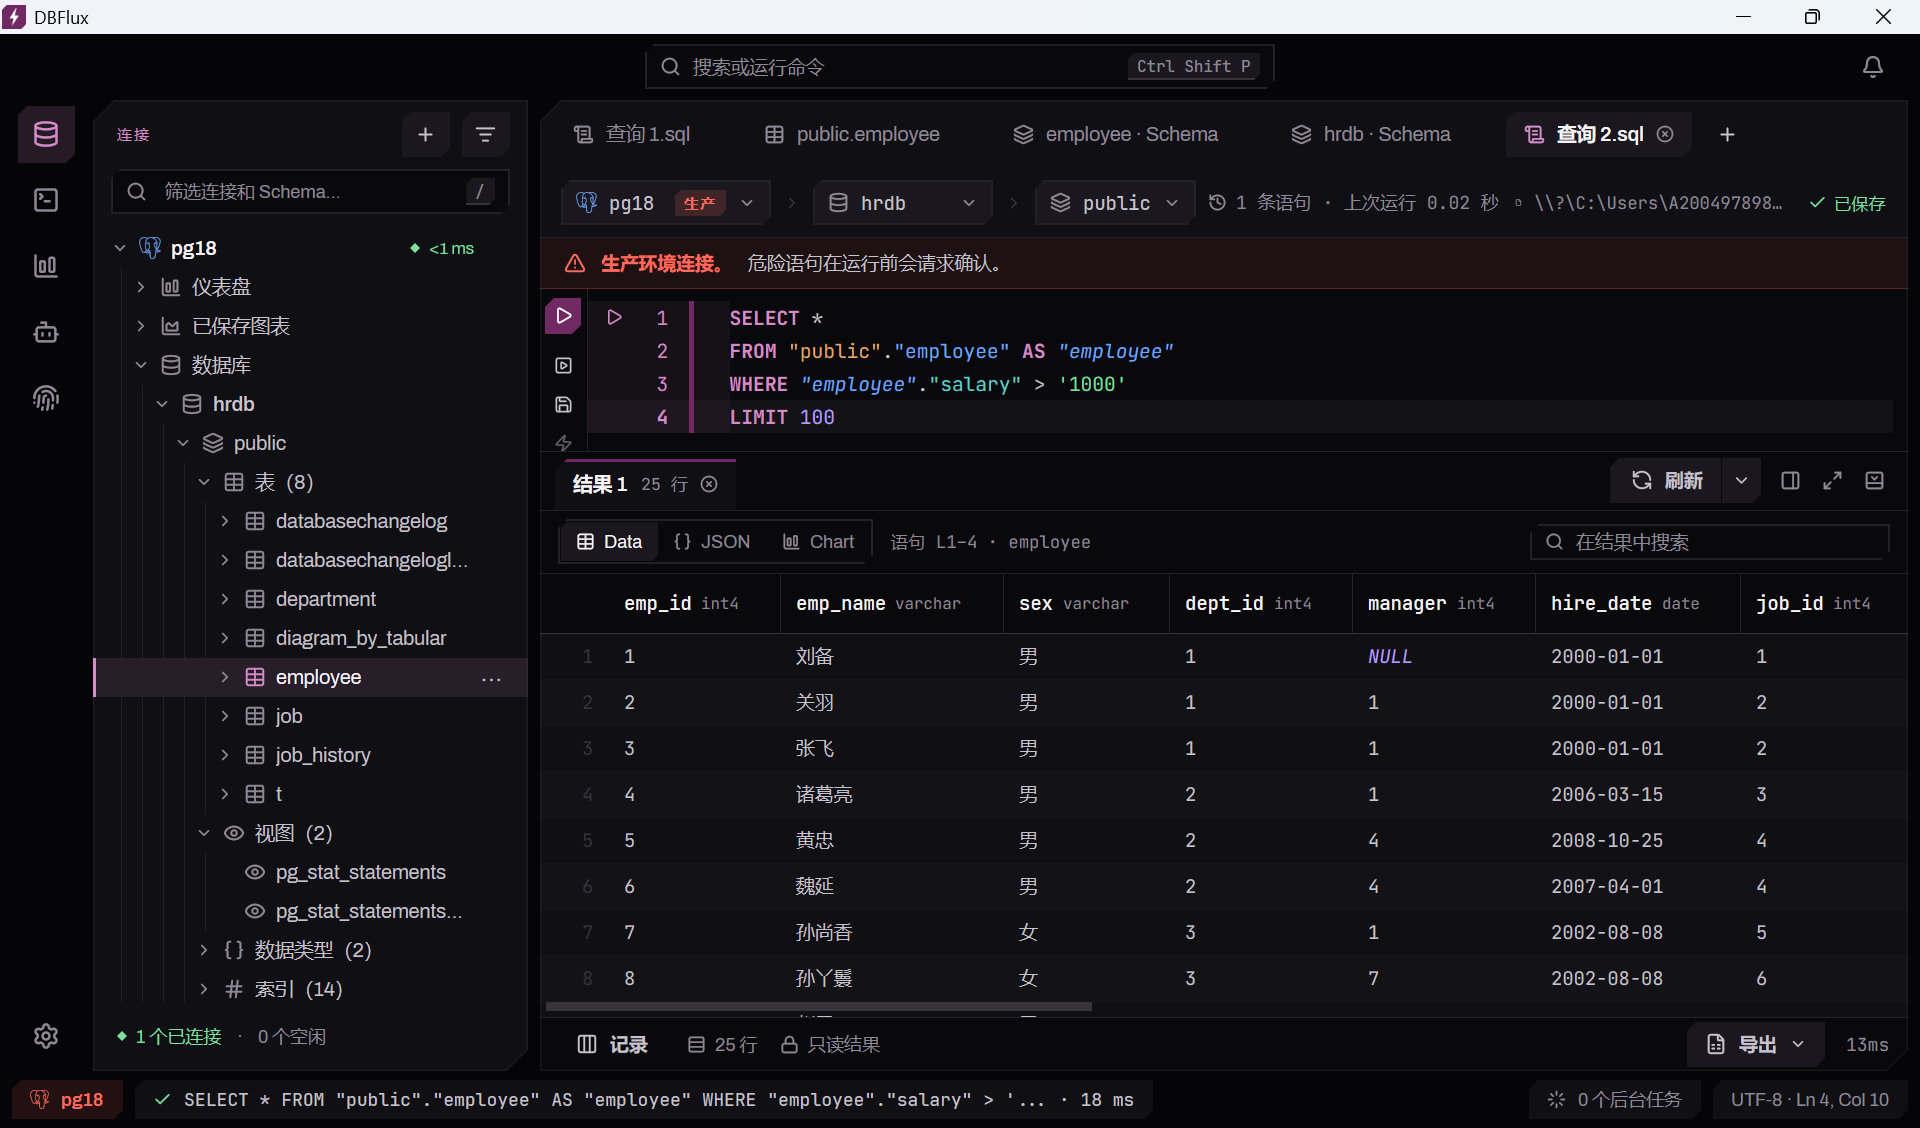 DBFlux
搜索或运行命令
Ctrl Shift P
连接
筛选连接和 Schema...
/
pg18
<1 ms
仪表盘
已保存图表
数据库
hrdb
public
表 (8)
databasechangelog
databasechangelogl...
department
diagram_by_tabular
employee
...
job
job_history
t
视图 (2)
pg_stat_statements
pg_stat_statements...
数据类型 (2)
索引 (14)
1 个已连接 · 0 个空闲
查询 1.sql
public.employee
employee · Schema
hrdb · Schema
查询 2.sql
pg18 生产
hrdb
public
1 条语句 · 上次运行 0.02 秒
\\?\C:\Users\A200497898...
已保存
生产环境连接。 危险语句在运行前会请求确认。
1 SELECT *
2 FROM "public"."employee" AS "employee"
3 WHERE "employee"."salary" > '1000'
4 LIMIT 100
结果 1 25 行
刷新
Data
JSON
Chart
语句 L1-4 · employee
在结果中搜索
emp_id int4 emp_name varchar sex varchar dept_id int4 manager int4 hire_date date job_id int4
1 1 刘备 男 1 NULL 2000-01-01 1
2 2 关羽 男 1 1 2000-01-01 2
3 3 张飞 男 1 1 2000-01-01 2
4 4 诸葛亮 男 2 1 2006-03-15 3
5 5 黄忠 男 2 4 2008-10-25 4
6 6 魏延 男 2 4 2007-04-01 4
7 7 孙尚香 女 3 1 2002-08-08 5
8 8 孙丫鬟 女 3 7 2002-08-08 6
记录
25 行
只读结果
导出
13ms
pg18
SELECT * FROM "public"."employee" AS "employee" WHERE "employee"."salary" > '... · 18 ms
0 个后台任务
UTF-8 · Ln 4, Col 10